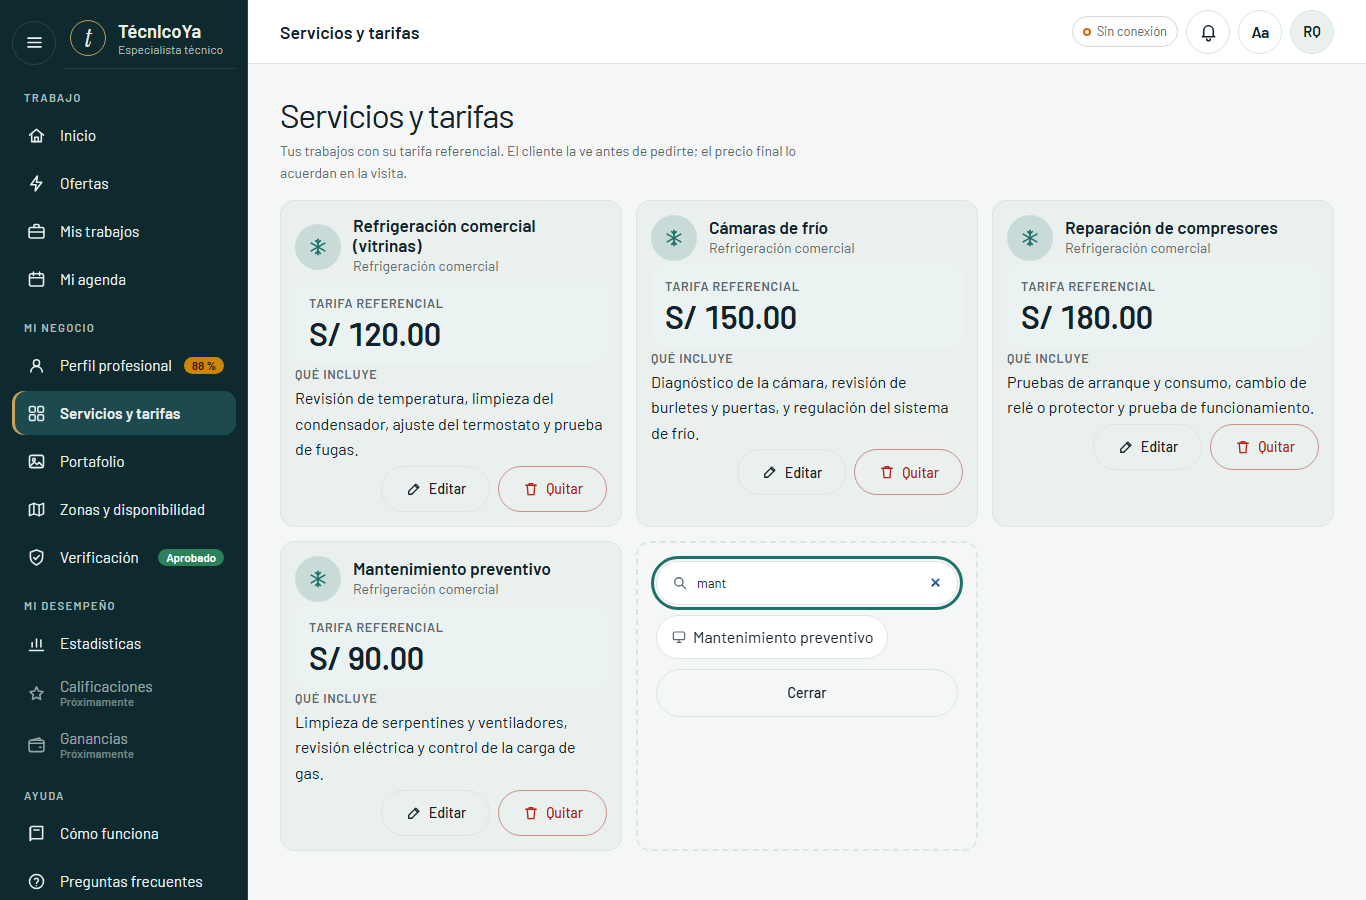 TécnicoYa
Especialista técnico
TRABAJO
Inicio
Ofertas
Mis trabajos
Mi agenda
MI NEGOCIO
Perfil profesional 88 %
Servicios y tarifas
Portafolio
Zonas y disponibilidad
Verificación Aprobado
MI DESEMPEÑO
Estadísticas
Calificaciones
Próximamente
Ganancias
Próximamente
AYUDA
Cómo funciona
Preguntas frecuentes
Servicios y tarifas
Sin conexión
Aa
RQ
Servicios y tarifas
Tus trabajos con su tarifa referencial. El cliente la ve antes de pedirte; el precio final lo
acuerdan en la visita.
Refrigeración comercial
(vitrinas)
Refrigeración comercial
TARIFA REFERENCIAL
S/ 120.00
QUÉ INCLUYE
Revisión de temperatura, limpieza del
condensador, ajuste del termostato y prueba
de fugas.
Editar Quitar
Cámaras de frío
Refrigeración comercial
TARIFA REFERENCIAL
S/ 150.00
QUÉ INCLUYE
Diagnóstico de la cámara, revisión de
burletes y puertas, y regulación del sistema
de frío.
Editar Quitar
Reparación de compresores
Refrigeración comercial
TARIFA REFERENCIAL
S/ 180.00
QUÉ INCLUYE
Pruebas de arranque y consumo, cambio de
relé o protector y prueba de funcionamiento.
Editar Quitar
Mantenimiento preventivo
Refrigeración comercial
TARIFA REFERENCIAL
S/ 90.00
QUÉ INCLUYE
Limpieza de serpentines y ventiladores,
revisión eléctrica y control de la carga de
gas.
Editar Quitar
mant
Mantenimiento preventivo
Cerrar